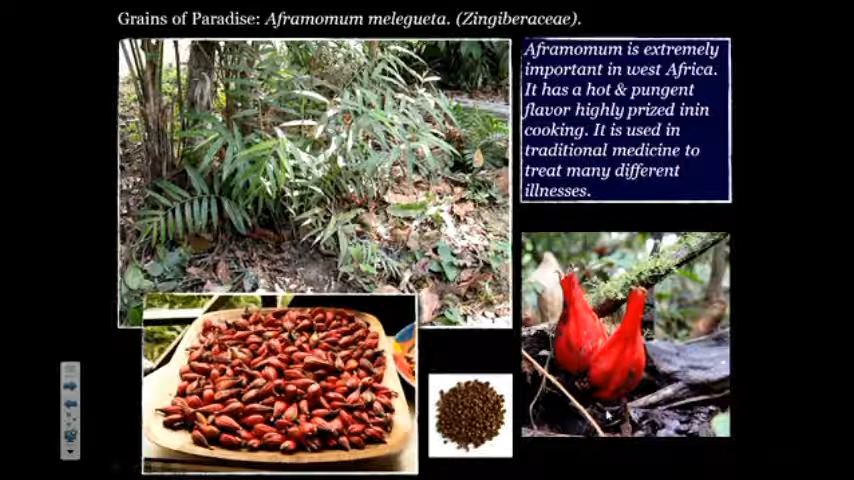 Grains of Paradise: Aframomum melegueta. (Zingiberaceae).
Aframomum is extremely
important in west Africa.
It has a hot & pungent
flavor highly prized inin
cooking. It is used in
traditional medicine to
treat many different
illnesses.